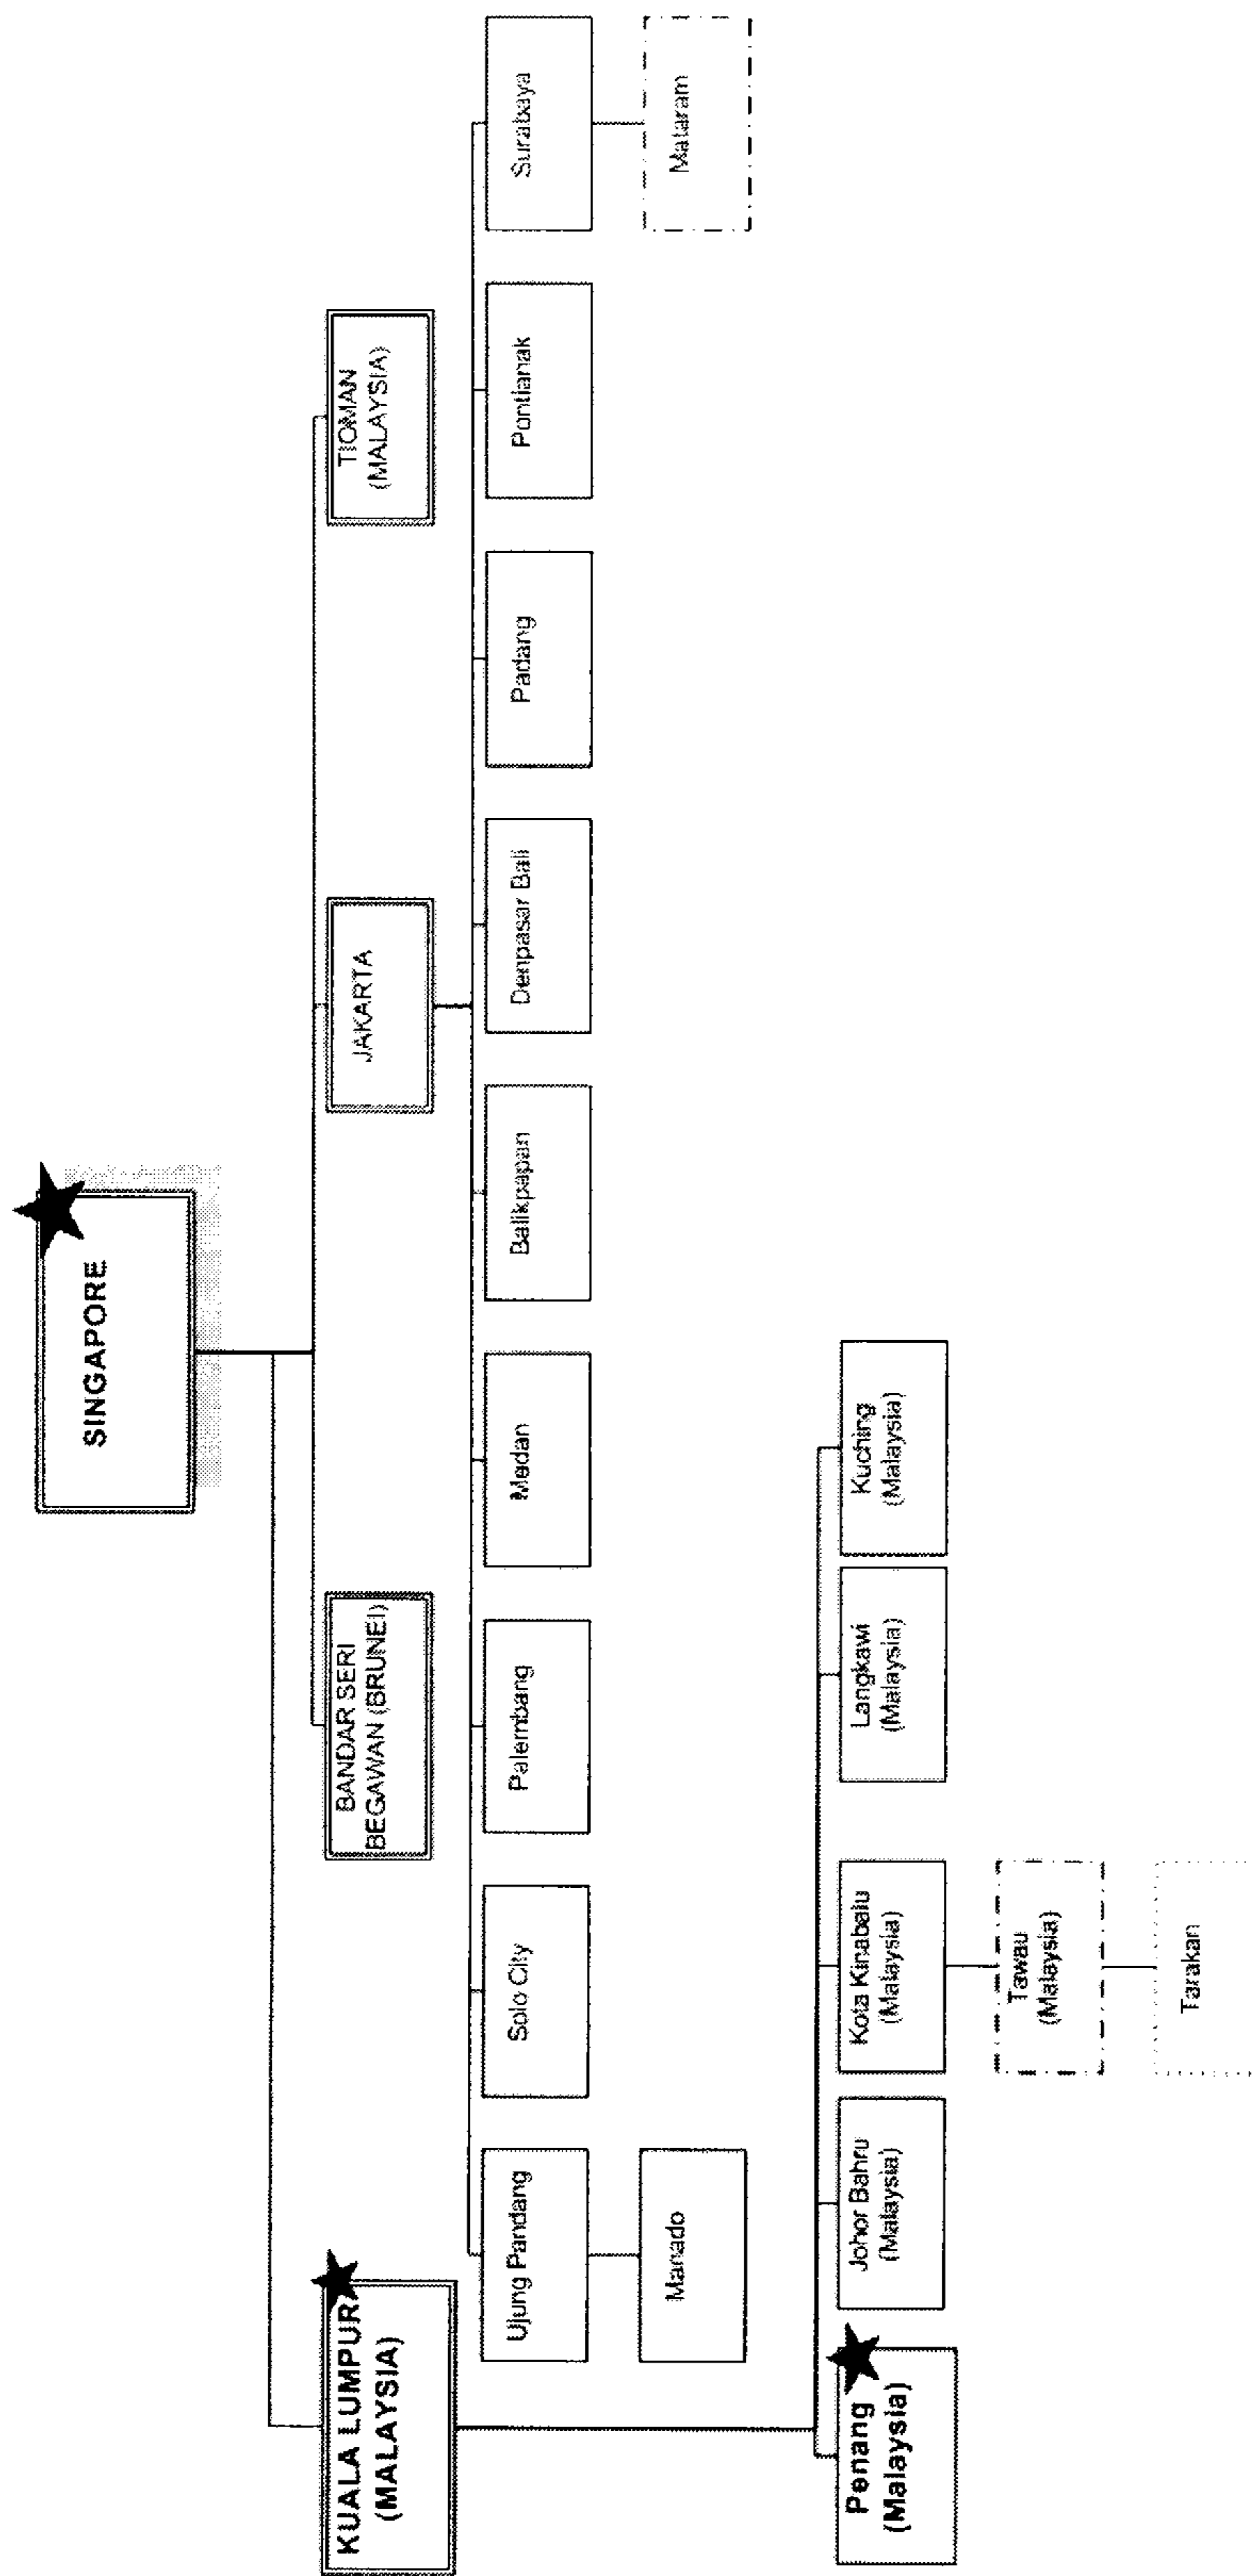 SINGAPORE
KUALA LUMPUR
(MALAYSIA)
BANDAR SERI
BEGAWAN (BRUNEI)
JAKARTA
TIOMAN
(MALAYSIA)
Ujung Pandang
Solo City
Palembang
Medan
Balikpapan
Denpasar Bali
Padang
Pontianak
Surabaya
Manado
Mataram
Penang
(Malaysia)
Johor Bahru
(Malaysia)
Kota Kinabalu
(Malaysia)
Langkawi
(Malaysia)
Kuching
(Malaysia)
Tawau
(Malaysia)
Tarakan